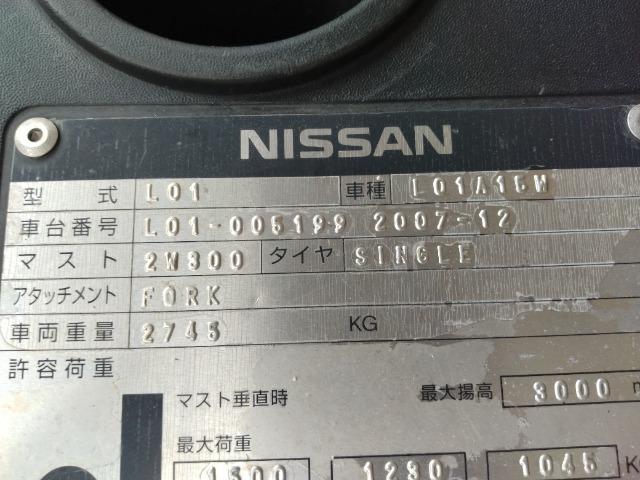 NISSAN
型 式 L01 車種 L01A15W
車台番号 L01-005199 2007-12
マスト 2W300 タイヤ SINGLE
アタッチメント FORK
車両重量 2745 KG
許容荷重
マスト垂直時 最大揚高 3000
最大荷重
1500 1230 1045